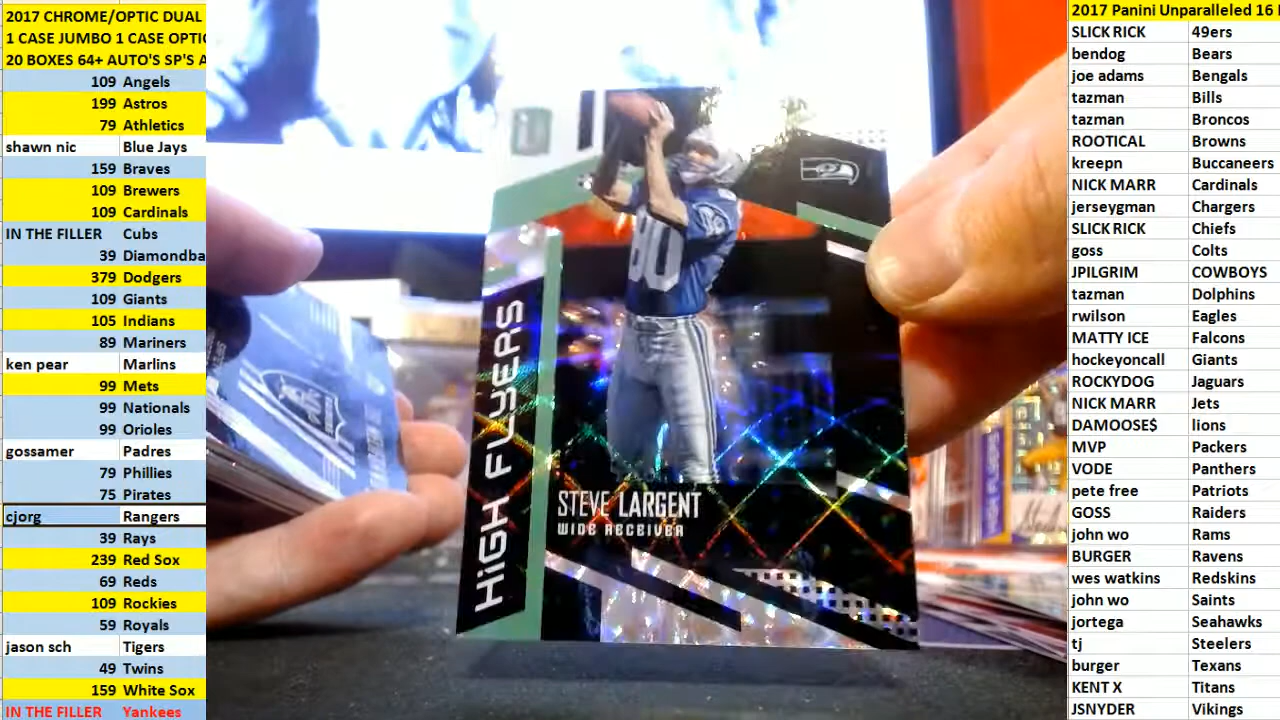 2017 CHROME/OPTIC DUAL
1 CASE JUMBO 1 CASE OPTIC
20 BOXES 64+ AUTO'S SP'S A
109 Angels
199 Astros
79 Athletics
shawn nic Blue Jays
159 Braves
109 Brewers
109 Cardinals
IN THE FILLER Cubs
39 Diamondba
379 Dodgers
109 Giants
105 Indians
89 Mariners
ken pear Marlins
99 Mets
99 Nationals
99 Orioles
gossamer Padres
79 Phillies
75 Pirates
cjorg Rangers
39 Rays
239 Red Sox
69 Reds
109 Rockies
59 Royals
jason sch Tigers
49 Twins
159 White Sox
IN THE FILLER Yankees
HIGH FLYERS
80
STEVE LARGENT
WIDE RECEIVER
2017 Panini Unparalleled 16
SLICK RICK 49ers
bendog Bears
joe adams Bengals
tazman Bills
tazman Broncos
ROOTICAL Browns
kreepn Buccaneers
NICK MARR Cardinals
jerseygman Chargers
SLICK RICK Chiefs
goss Colts
JPILGRIM COWBOYS
tazman Dolphins
rwilson Eagles
MATTY ICE Falcons
hockeyoncall Giants
ROCKYDOG Jaguars
NICK MARR Jets
DAMOOSE$ lions
MVP Packers
VODE Panthers
pete free Patriots
GOSS Raiders
john wo Rams
BURGER Ravens
wes watkins Redskins
john wo Saints
jortega Seahawks
tj Steelers
burger Texans
KENT X Titans
JSNYDER Vikings